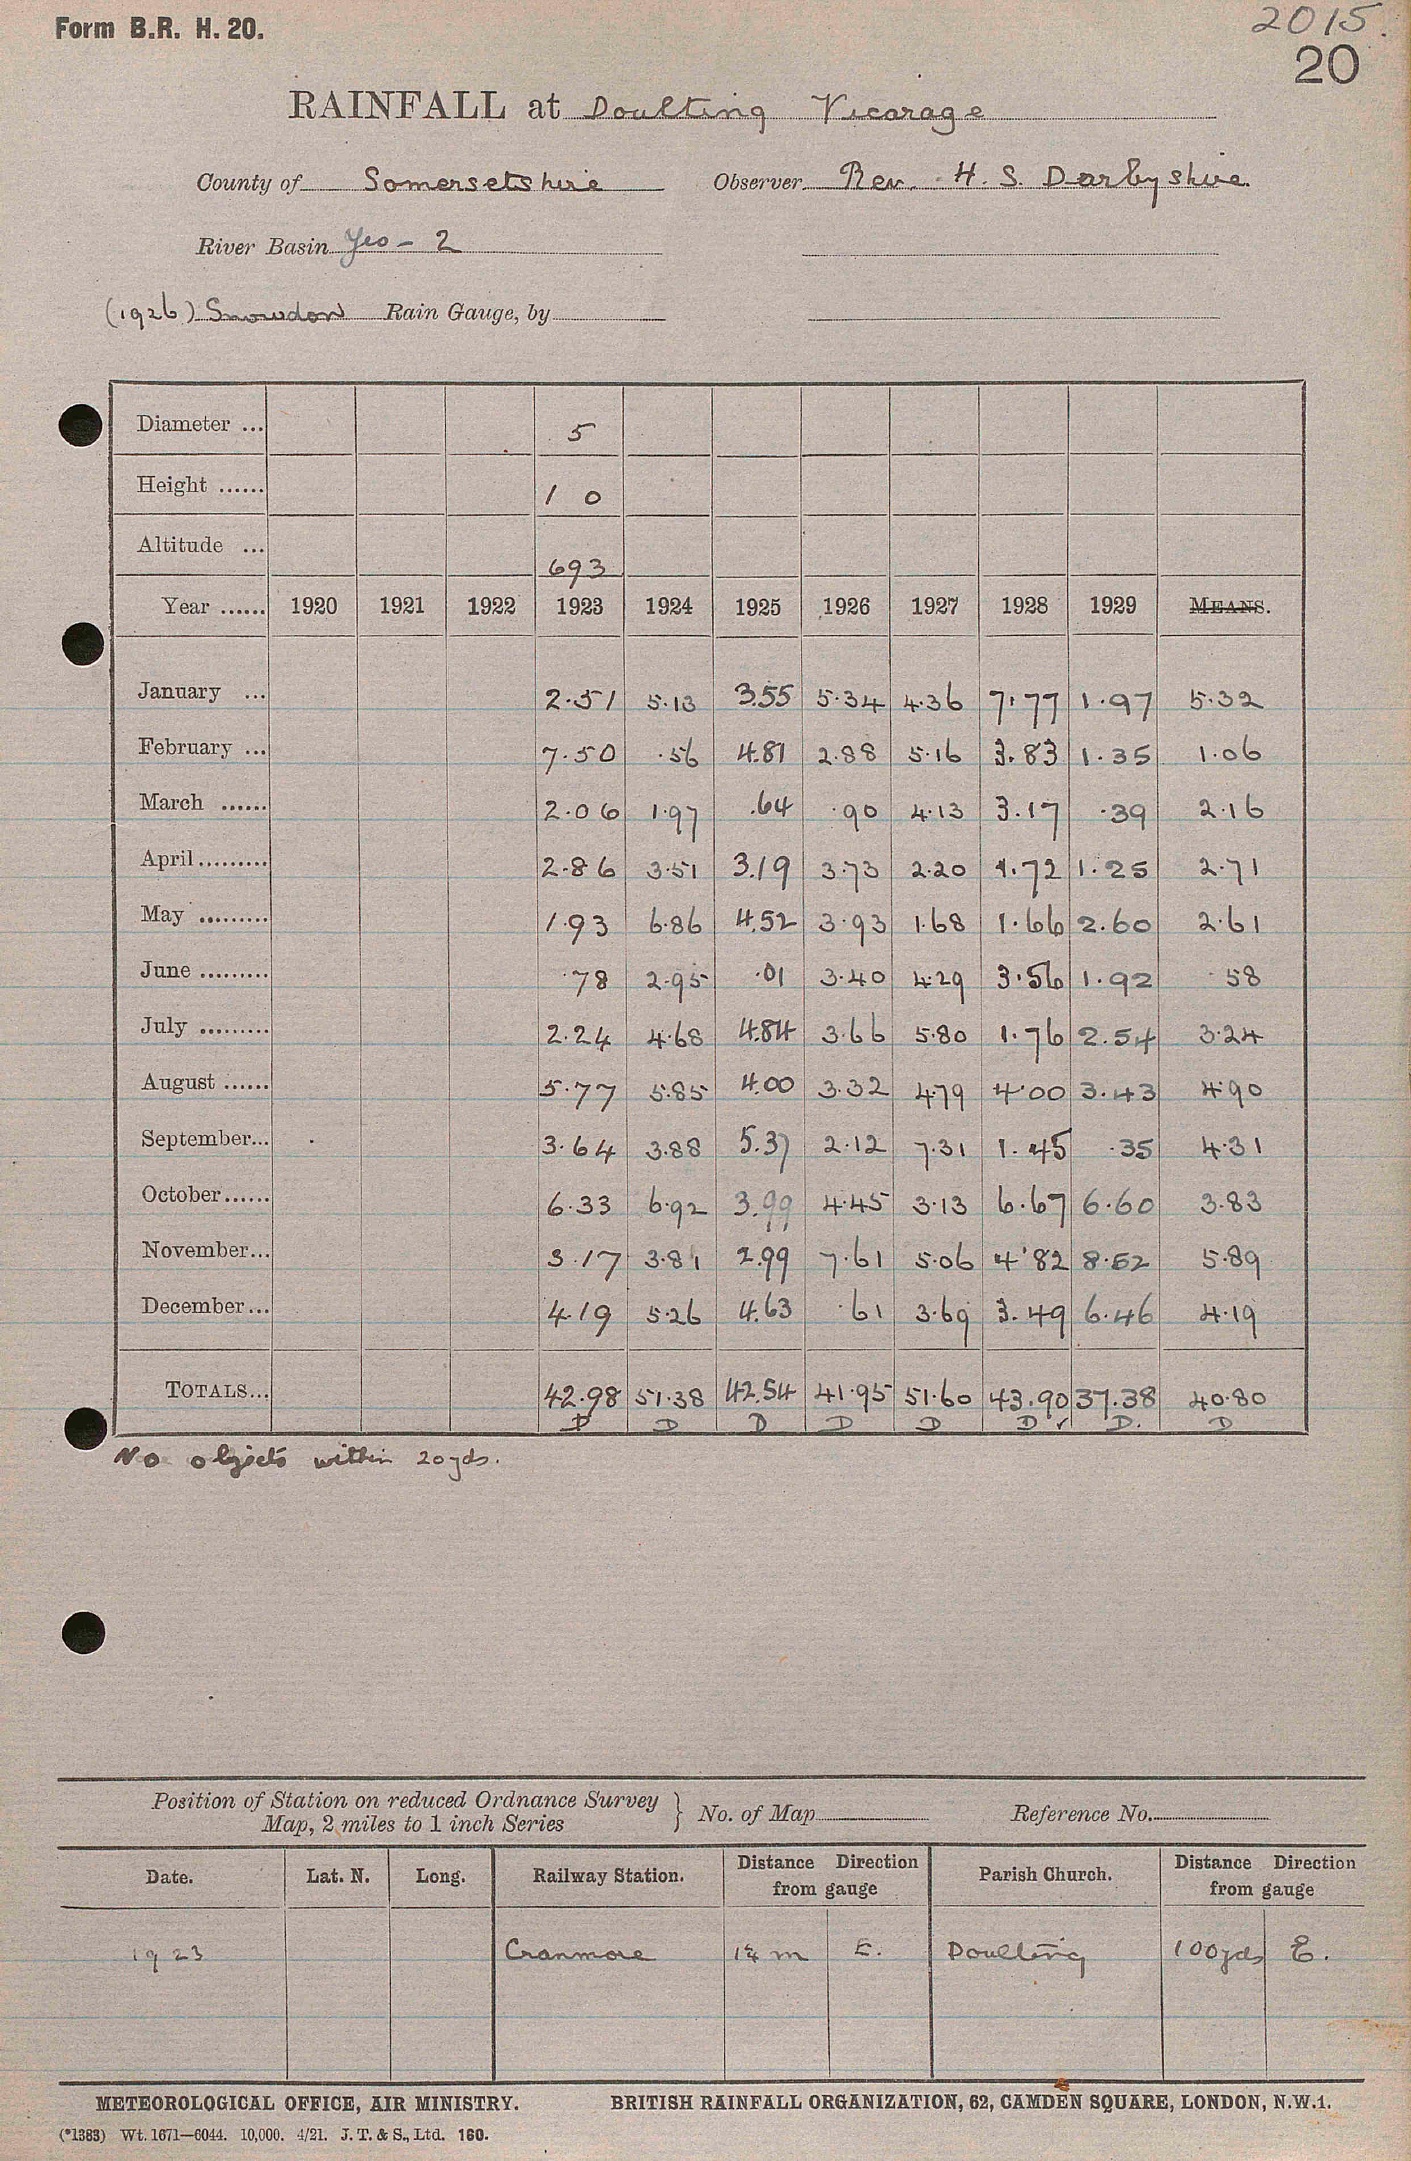 Form B.R. H. 20.
2015.
20
RAINFALL at Doulting Vicarage
County of Somersetshire Observer Rev. H. S. Darbyshire
River Basin Yeo - 2
(1926) Snowdon Rain Gauge, by
Diameter ... 5
Height ...... 1 0
Altitude ... 693
Year ...... 1920 1921 1922 1923 1924 1925 1926 1927 1928 1929 MEANS.
January ... 2.51 5.13 3.55 5.34 4.36 7.77 1.97 5.32
February ... 7.50 .56 4.81 2.88 5.16 3.83 1.35 1.06
March ...... 2.06 1.97 .64 .90 4.13 3.17 .39 2.16
April......... 2.86 3.51 3.19 3.73 2.20 1.72 1.25 2.71
May ......... 1.93 6.86 4.52 3.93 1.68 1.66 2.60 2.61
June ......... .78 2.95 .01 3.40 4.29 3.56 1.92 .58
July ......... 2.24 4.68 4.84 3.66 5.80 1.76 2.54 3.24
August ...... 5.77 5.85 4.00 3.32 4.79 4.00 3.43 4.90
September... 3.64 3.88 5.37 2.12 7.31 1.45 .35 4.31
October...... 6.33 6.92 3.99 4.45 3.13 6.67 6.60 3.83
November... 3.17 3.81 2.99 7.61 5.06 4.82 8.52 5.89
December... 4.19 5.26 4.63 .61 3.69 3.49 6.46 4.19
TOTALS... 42.98 51.38 42.54 41.95 51.60 43.90 37.38 40.80
D D D D D D ✓ D. D
No objects within 20 yds.
Position of Station on reduced Ordnance Survey
Map, 2 miles to 1 inch Series } No. of Map Reference No.
Date. Lat. N. Long. Railway Station. Distance Direction from gauge Parish Church. Distance Direction from gauge
1923 Cranmore 1¼ m E. Doulting 100yds E.
METEOROLOGICAL OFFICE, AIR MINISTRY. BRITISH RAINFALL ORGANIZATION, 62, CAMDEN SQUARE, LONDON, N.W.1.
(*1383) Wt. 1671—6044. 10,000. 4/21. J. T. & S., Ltd. 160.